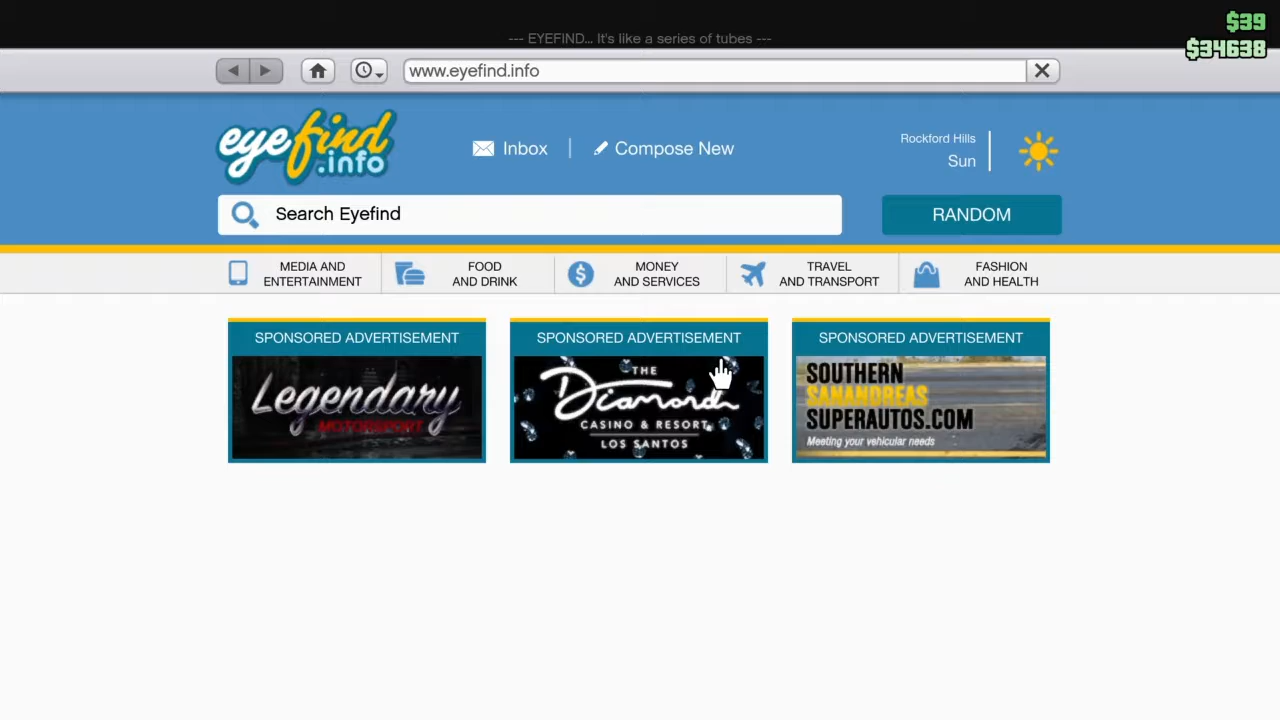 $39
--- EYEFIND... It's like a series of tubes ---
$34638
www.eyefind.info
eyefind
.info
Inbox
Compose New
Rockford Hills
Sun
Search Eyefind
RANDOM
MEDIA AND
ENTERTAINMENT
FOOD
AND DRINK
MONEY
AND SERVICES
TRAVEL
AND TRANSPORT
FASHION
AND HEALTH
SPONSORED ADVERTISEMENT
Legendary
MOTORSPORT
SPONSORED ADVERTISEMENT
THE
Diamond
CASINO & RESORT
LOS SANTOS
SPONSORED ADVERTISEMENT
SOUTHERN
SANANDREAS
SUPERAUTOS.COM
Meeting your vehicular needs